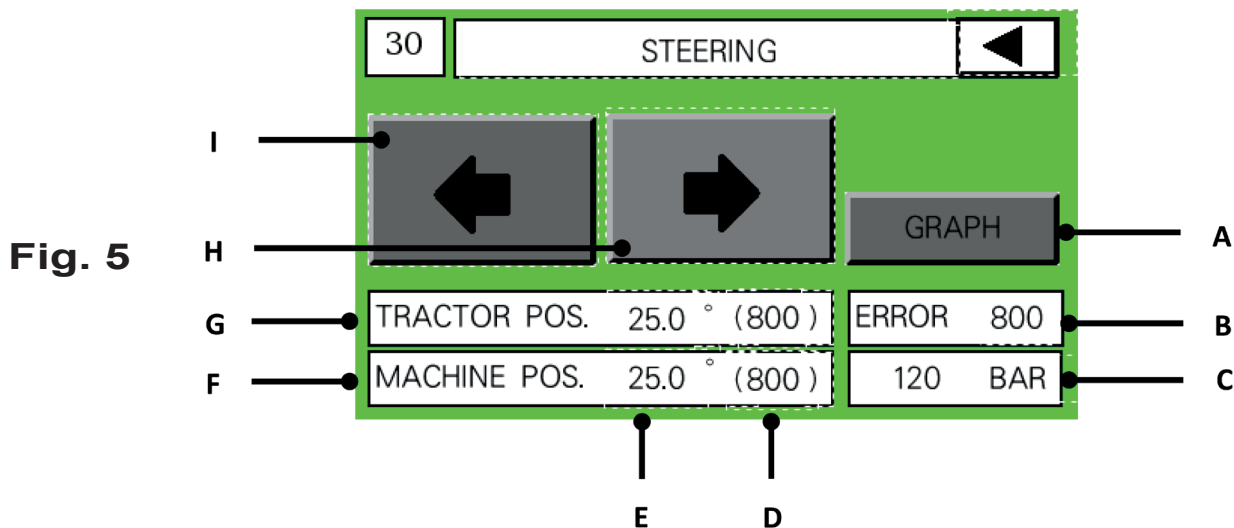 30 STEERING
I
Fig. 5
H
GRAPH A
G TRACTOR POS. 25.0 ° (800) ERROR 800 B
F MACHINE POS. 25.0 ° (800) 120 BAR C
E D